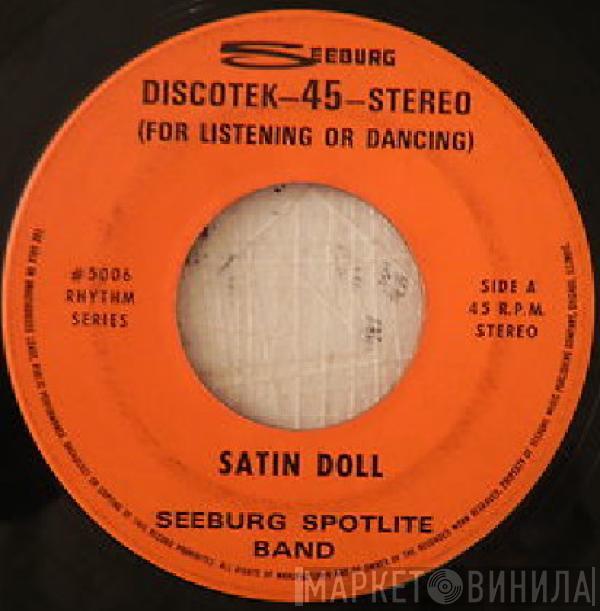 SEEBURG
DISCOTEK-45-STEREO
(FOR LISTENING OR DANCING)
#5006
RHYTHM
SERIES
SIDE A
45 R.P.M.
STEREO
SATIN DOLL
SEEBURG SPOTLITE
BAND
МАРКЕТ ВИНИЛА